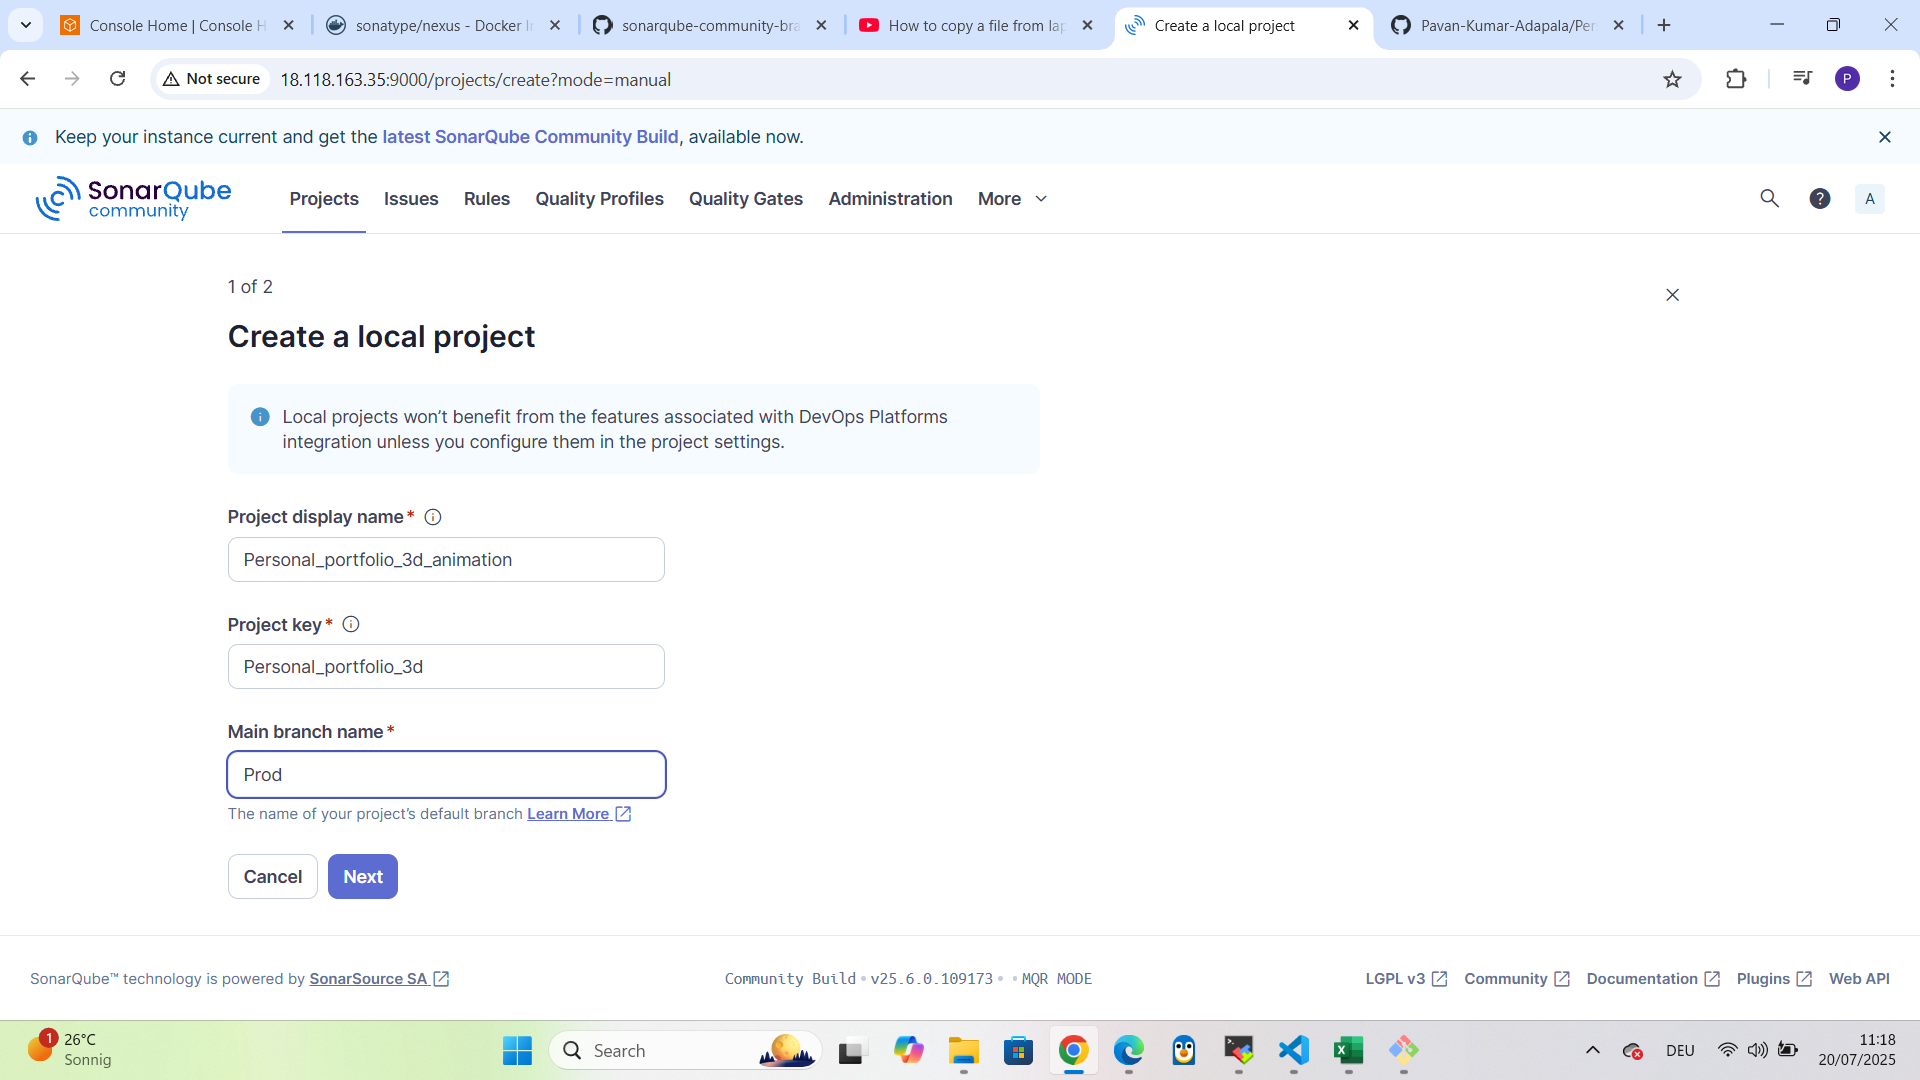 Console Home | Console H
sonatype/nexus - Docker Im
sonarqube-community-bra
How to copy a file from lap
Create a local project
Pavan-Kumar-Adapala/Per
Not secure
18.118.163.35:9000/projects/create?mode=manual
P
Keep your instance current and get the latest SonarQube Community Build, available now.
SonarQube
community
Projects
Issues
Rules
Quality Profiles
Quality Gates
Administration
More
?
A
1 of 2
Create a local project
Local projects won’t benefit from the features associated with DevOps Platforms
integration unless you configure them in the project settings.
Project display name*
Personal_portfolio_3d_animation
Project key*
Personal_portfolio_3d
Main branch name*
Prod
The name of your project’s default branch Learn More
Cancel
Next
SonarQube™ technology is powered by SonarSource SA
Community Build • v25.6.0.109173 • • MQR MODE
LGPL v3
Community
Documentation
Plugins
Web API
1
26°C
Sonnig
Search
DEU
11:18
20/07/2025